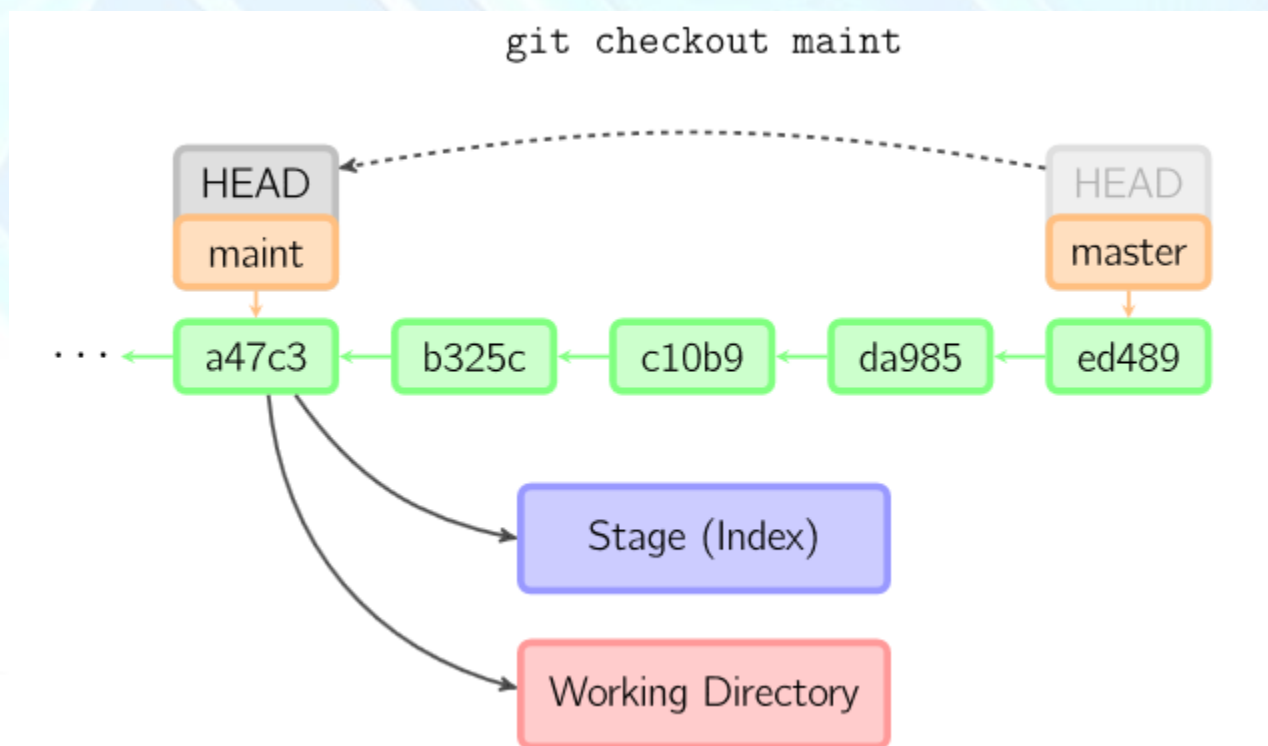 git checkout maint
HEAD
HEAD
maint
master
...
a47c3
b325c
c10b9
da985
ed489
Stage (Index)
Working Directory